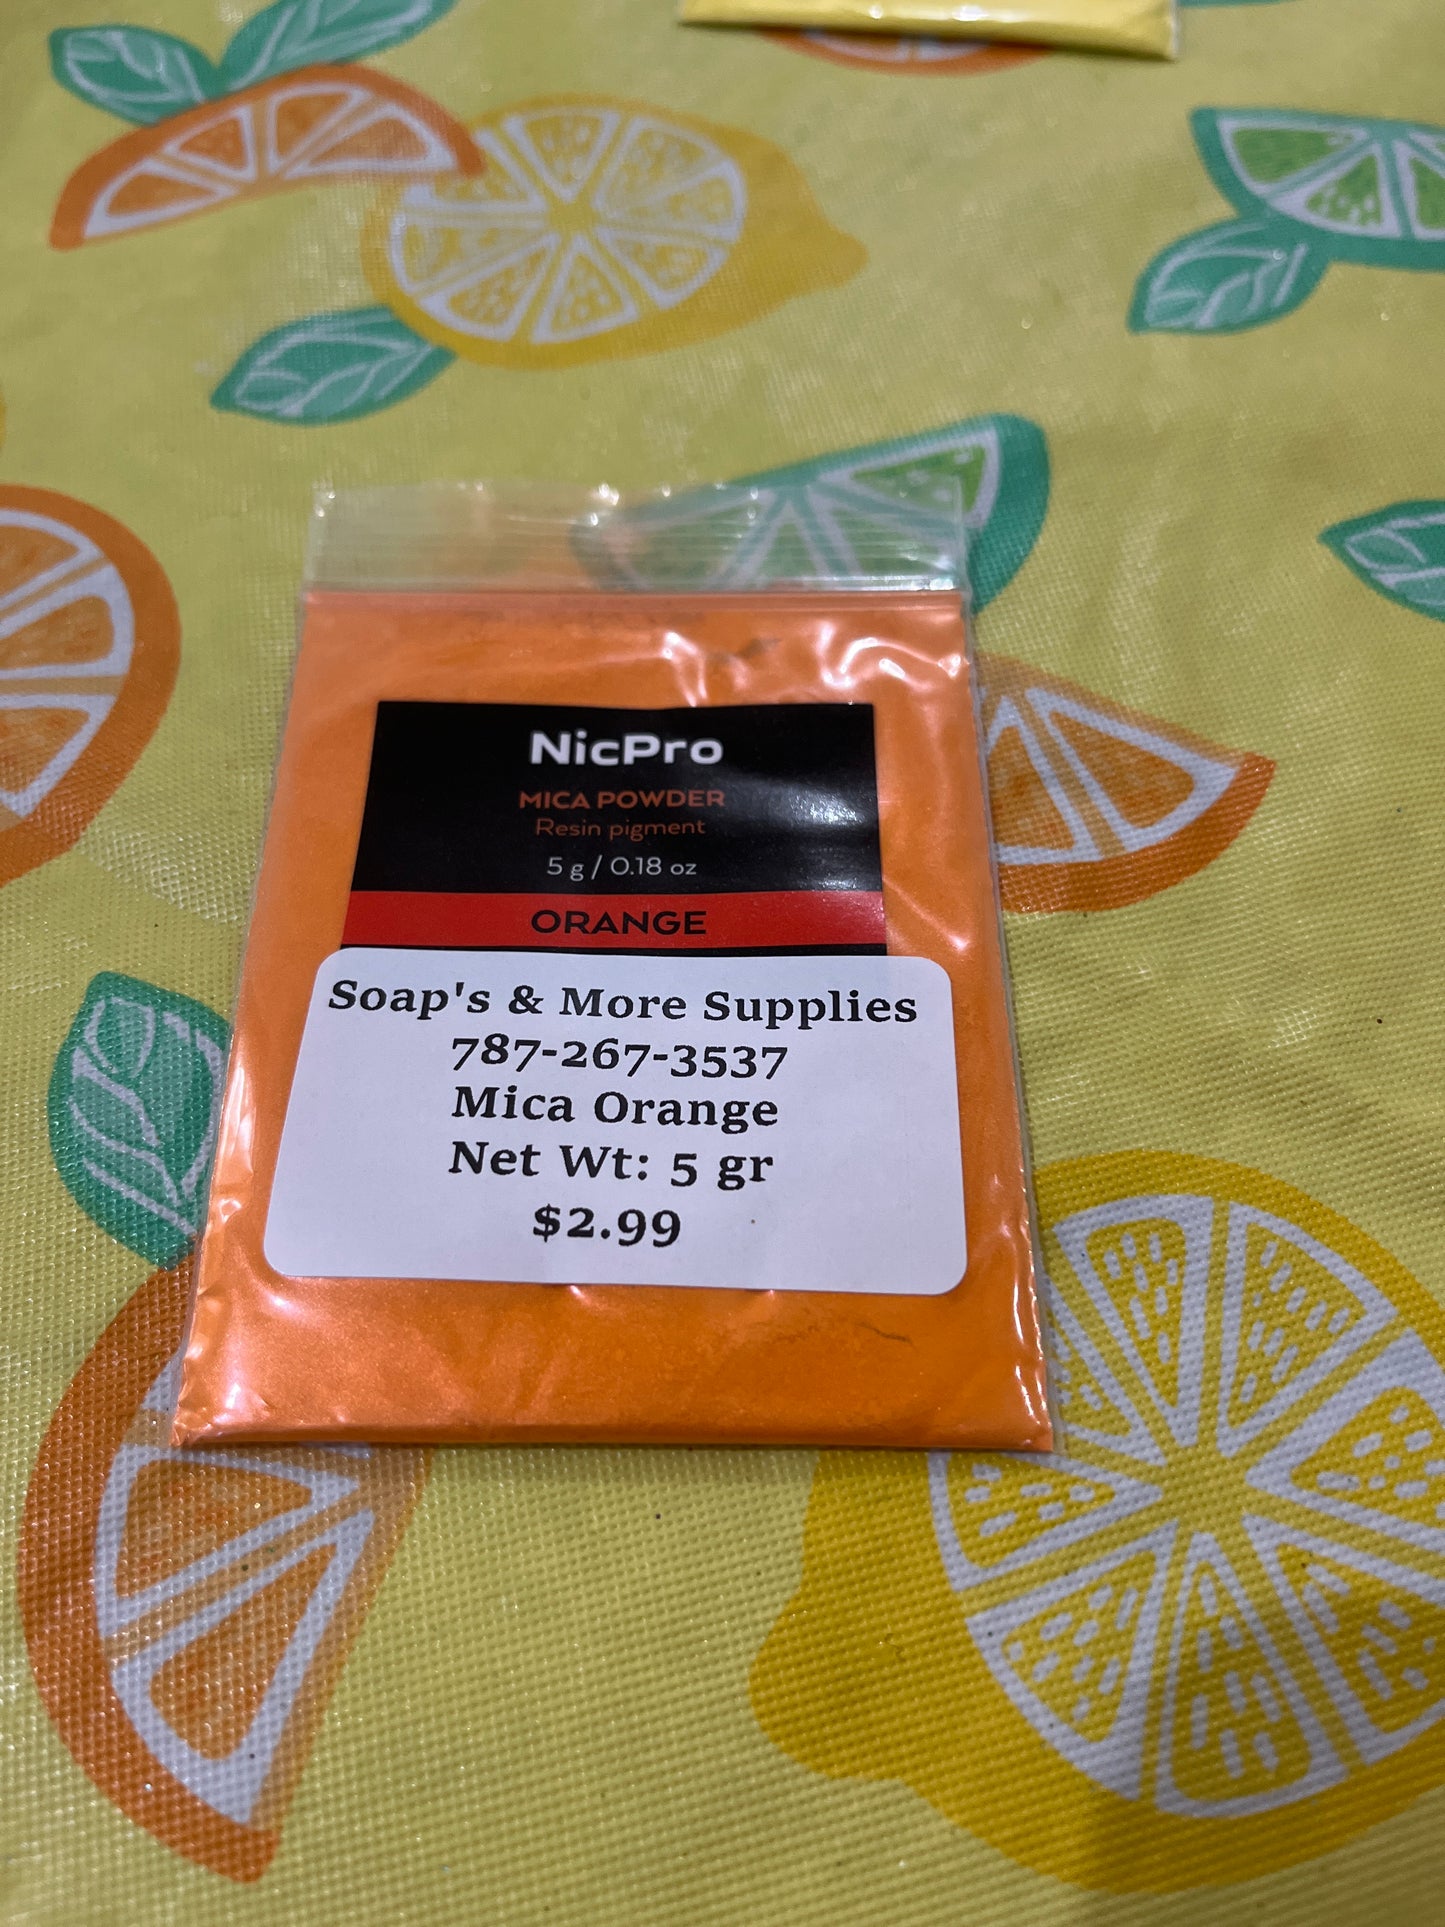 NicPro
MICA POWDER
Resin pigment
5 g / 0.18 oz
ORANGE
Soap's & More Supplies
787-267-3537
Mica Orange
Net Wt: 5 gr
$2.99